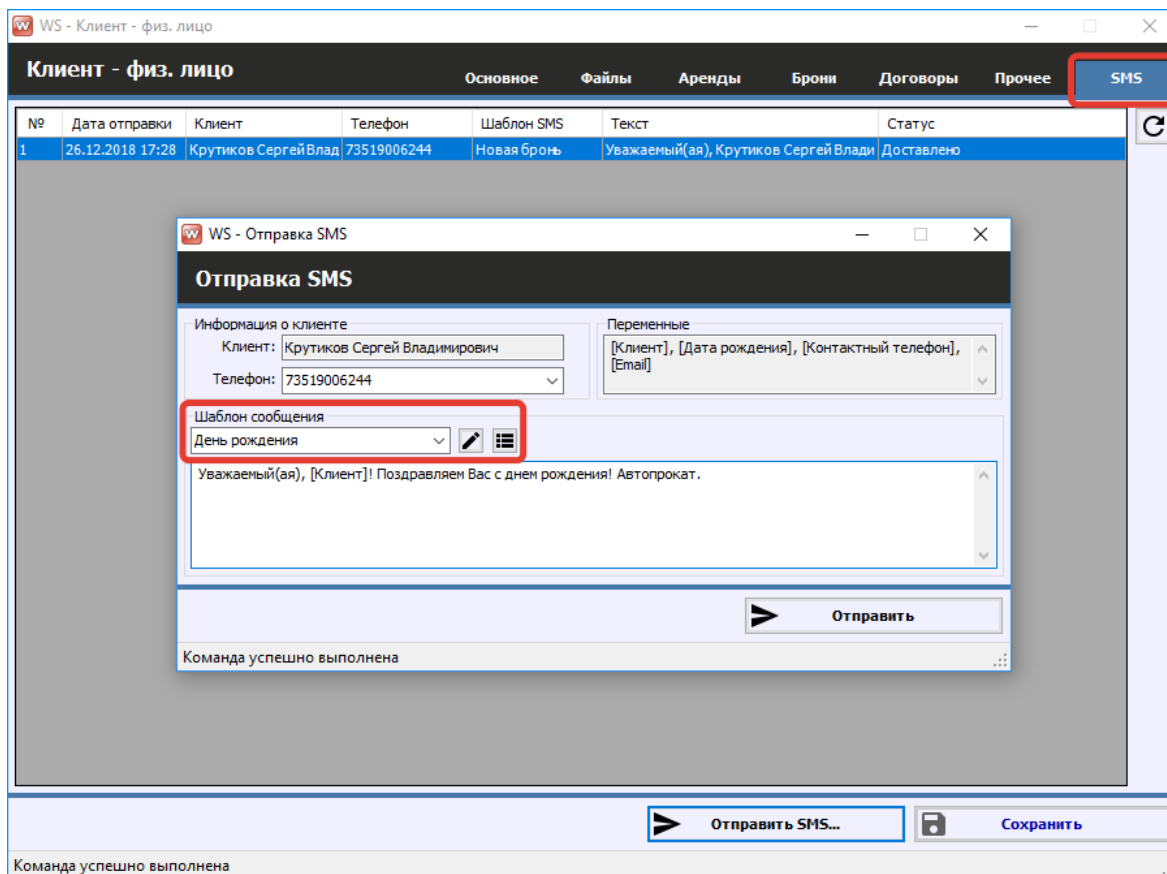 WS - Клиент - физ. лицо
Клиент - физ. лицо
Основное Файлы Аренды Брони Договоры Прочее SMS
№ Дата отправки Клиент Телефон Шаблон SMS Текст Статус
1 26.12.2018 17:28 Крутиков Сергей Влад 73519006244 Новая бронь Уважаемый(ая), Крутиков Сергей Влади Доставлено
WS - Отправка SMS
Отправка SMS
Информация о клиенте
Клиент: Крутиков Сергей Владимирович
Телефон: 73519006244
Переменные
[Клиент], [Дата рождения], [Контактный телефон],
[Email]
Шаблон сообщения
День рождения
Уважаемый(ая), [Клиент]! Поздравляем Вас с днем рождения! Автопрокат.
Отправить
Команда успешно выполнена
Отправить SMS... Сохранить
Команда успешно выполнена